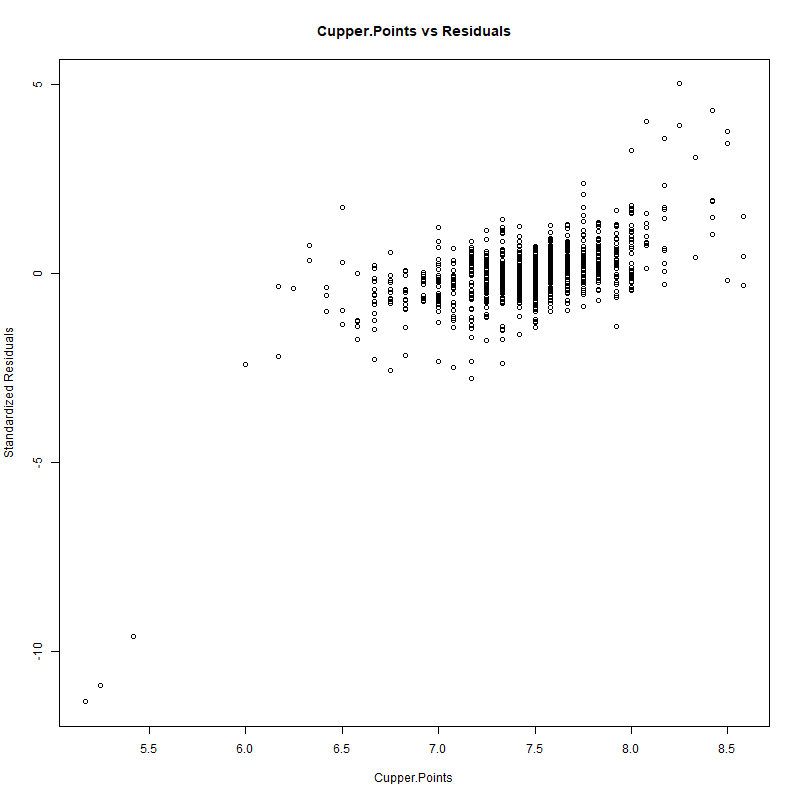 Cupper.Points vs Residuals
5
0
-5
-10
Standardized Residuals
5.5 6.0 6.5 7.0 7.5 8.0 8.5
Cupper.Points